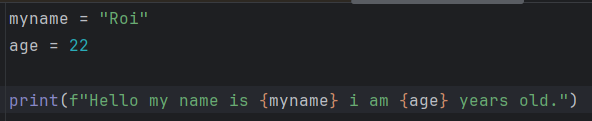 myname = "Roi"
age = 22
print(f"Hello my name is {myname} i am {age} years old.")